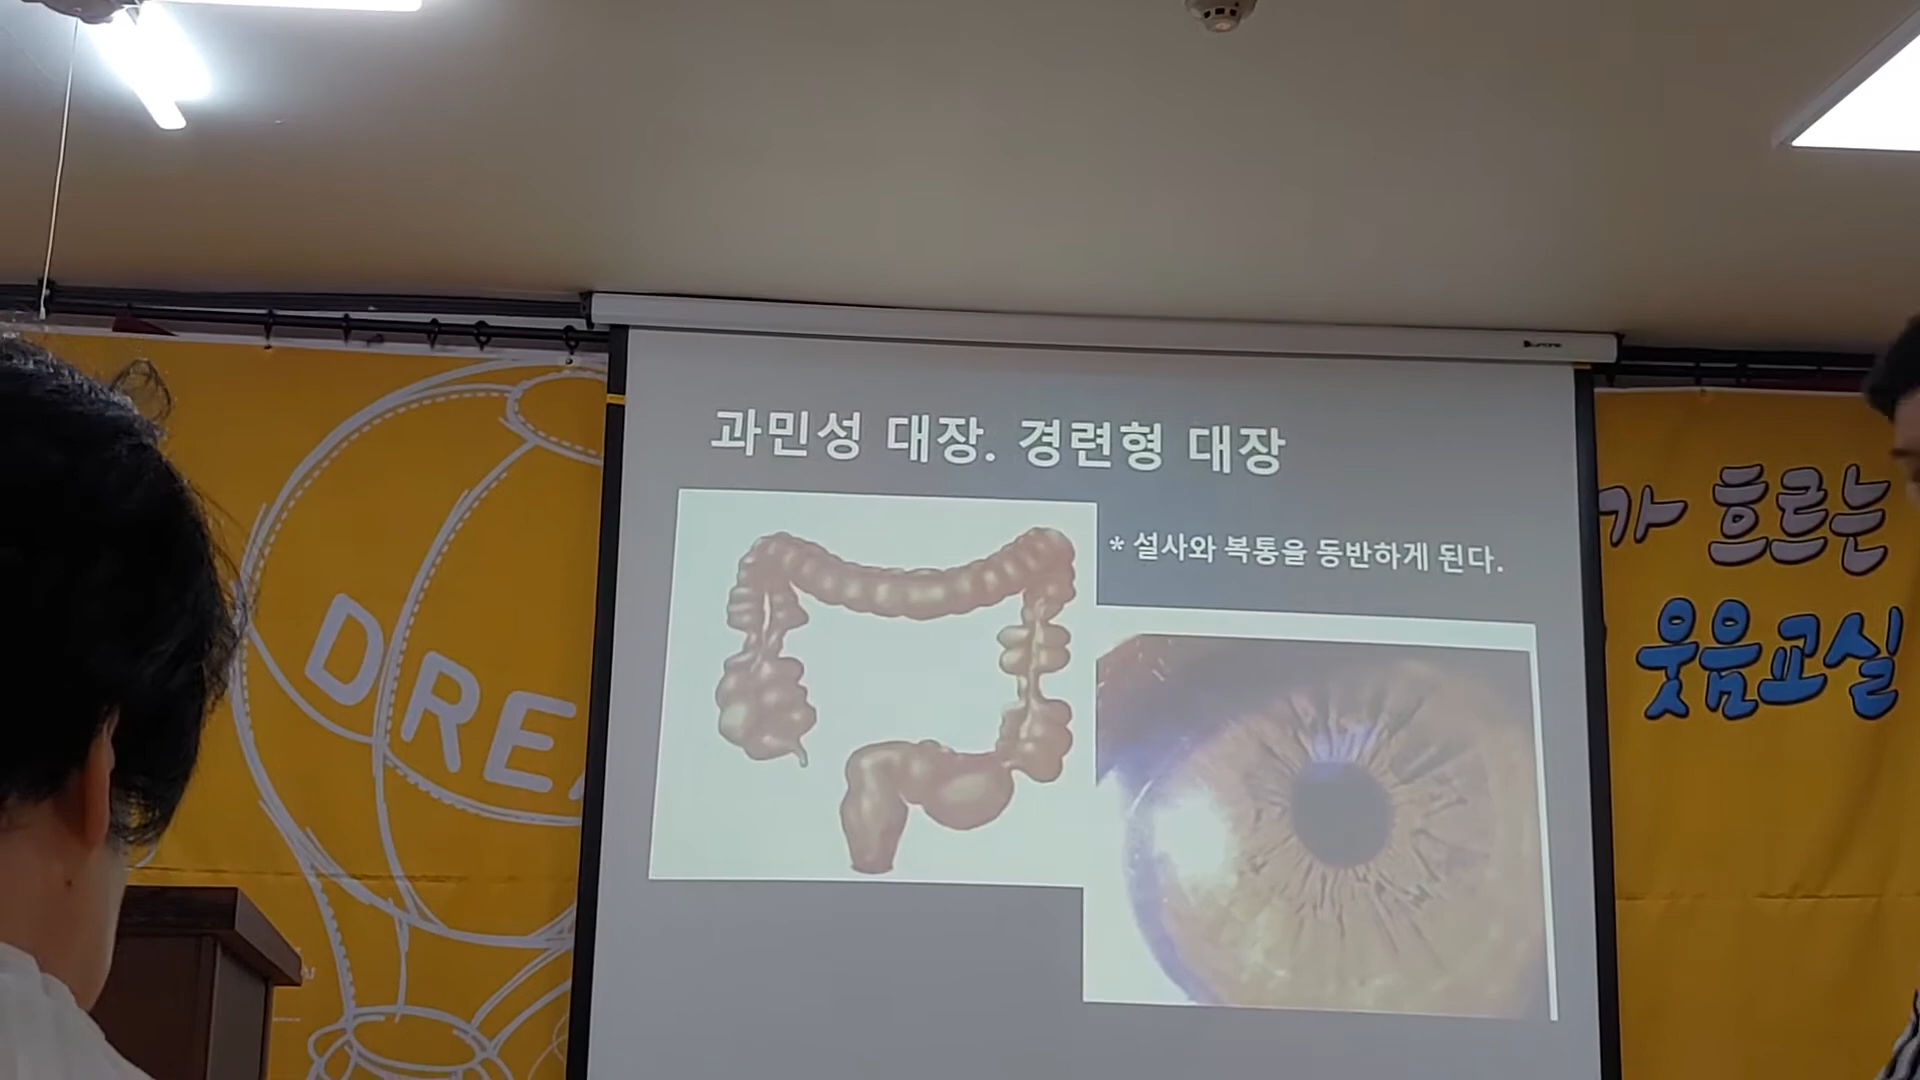 과민성 대장. 경련형 대장
* 설사와 복통을 동반하게 된다.
DREA
가 흐르는
웃음교실